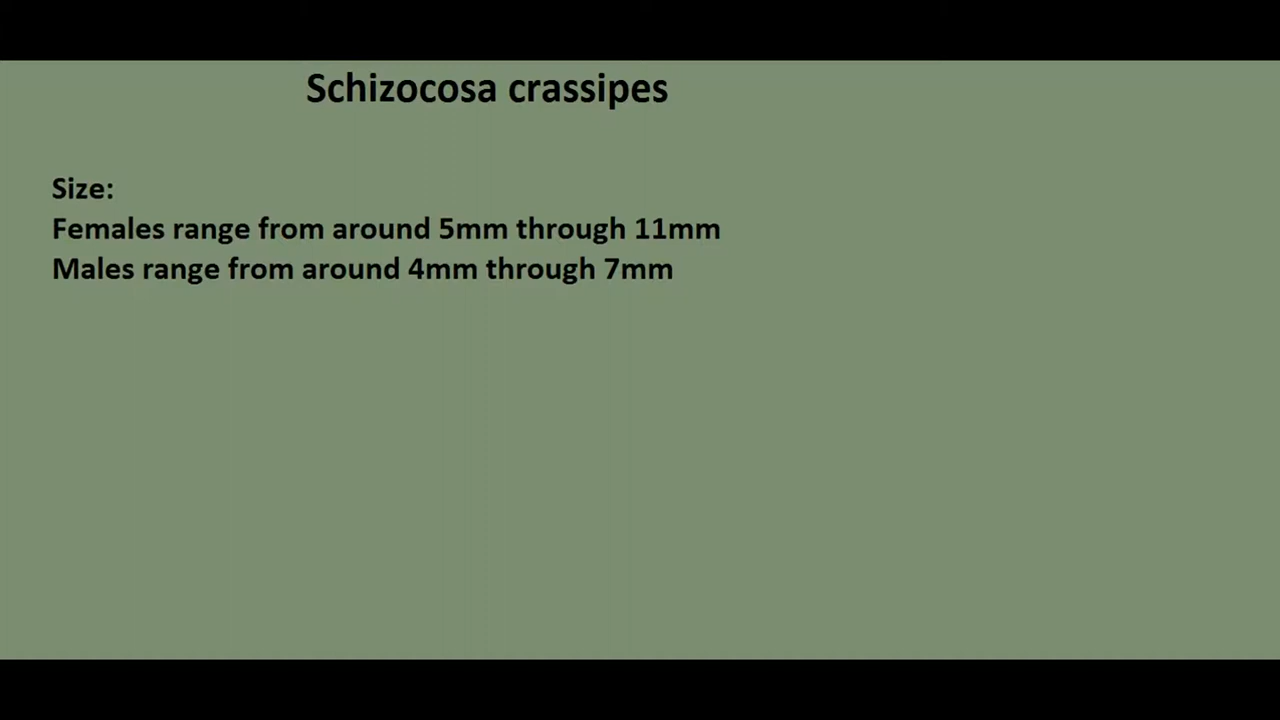 Schizocosa crassipes
Size:
Females range from around 5mm through 11mm
Males range from around 4mm through 7mm